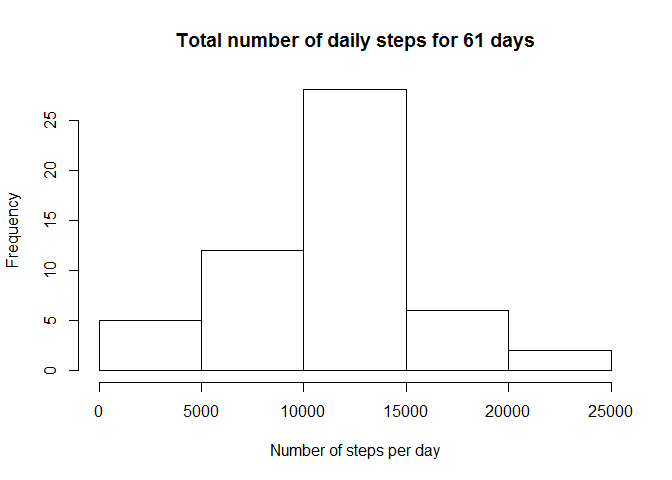 Total number of daily steps for 61 days
Frequency
25
20
15
10
5
0
0 5000 10000 15000 20000 25000
Number of steps per day